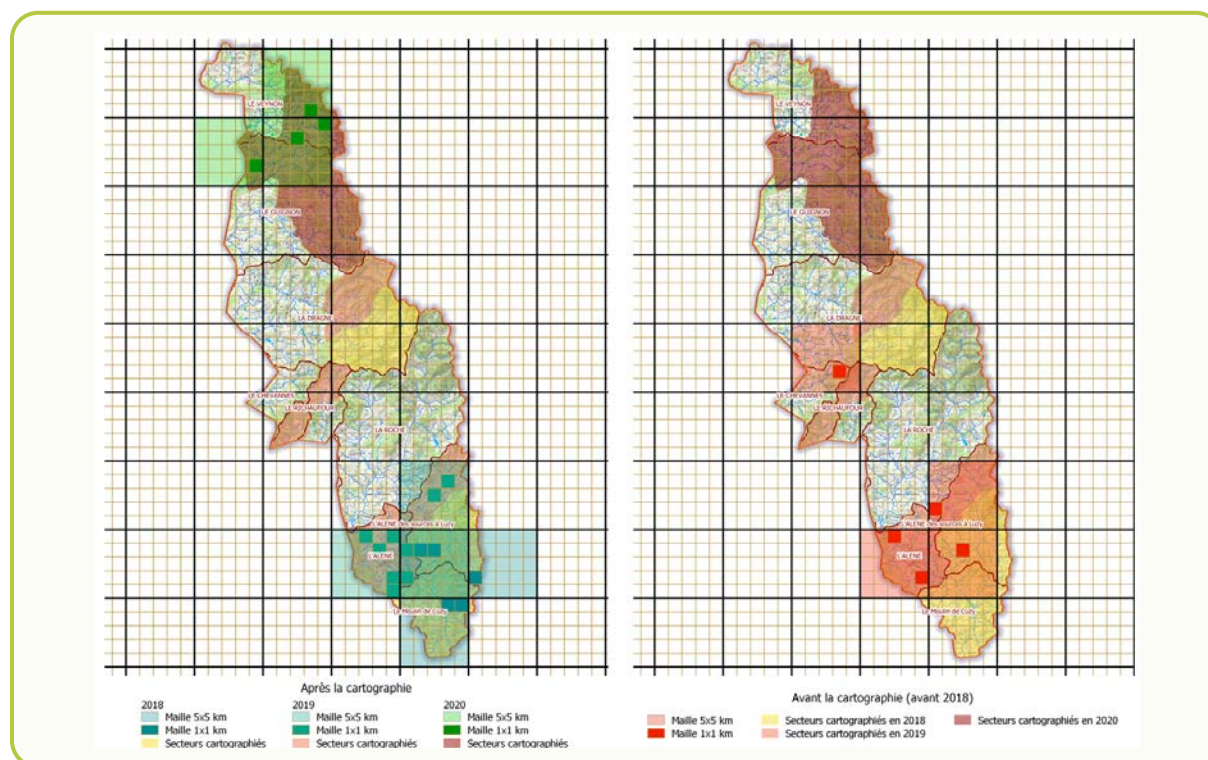 LE VEYNON
LE GUIGNON
LA DRAGNE
LE CHEVANNES
LE RICHAUFOUR
LA ROCHE
L'ALENE des sources à Luzy
L'ALENE
Le Moulin de Cuzy
Après la cartographie
2018
Maille 5x5 km
Maille 1x1 km
Secteurs cartographiés
2019
Maille 5x5 km
Maille 1x1 km
Secteurs cartographiés
2020
Maille 5x5 km
Maille 1x1 km
Secteurs cartographiés
LE VEYNON
LE GUIGNON
LA DRAGNE
LE CHEVANNES
LE RICHAUFOUR
LA ROCHE
L'ALENE des sources à Luzy
L'ALENE
Le Moulin de Cuzy
Avant la cartographie (avant 2018)
Maille 5x5 km
Maille 1x1 km
Secteurs cartographiés en 2018
Secteurs cartographiés en 2019
Secteurs cartographiés en 2020